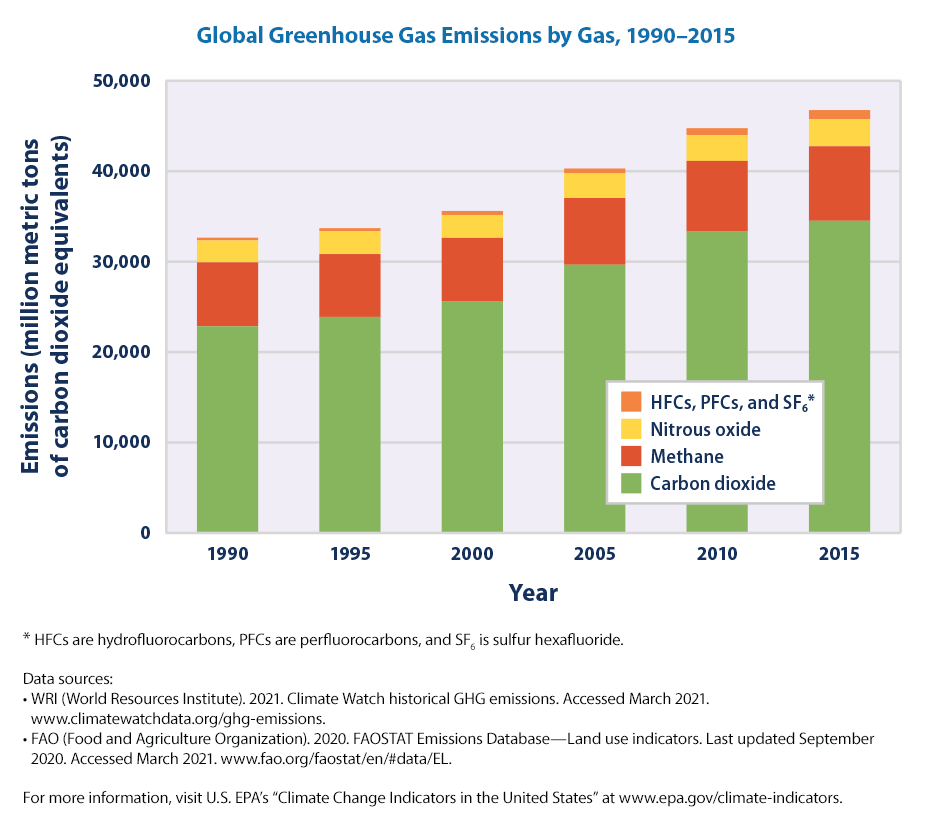 Global Greenhouse Gas Emissions by Gas, 1990–2015
Emissions (million metric tons
of carbon dioxide equivalents)
50,000
40,000
30,000
20,000
10,000
0
HFCs, PFCs, and SF6*
Nitrous oxide
Methane
Carbon dioxide
1990 1995 2000 2005 2010 2015
Year
* HFCs are hydrofluorocarbons, PFCs are perfluorocarbons, and SF6 is sulfur hexafluoride.
Data sources:
• WRI (World Resources Institute). 2021. Climate Watch historical GHG emissions. Accessed March 2021.
www.climatewatchdata.org/ghg-emissions.
• FAO (Food and Agriculture Organization). 2020. FAOSTAT Emissions Database—Land use indicators. Last updated September
2020. Accessed March 2021. www.fao.org/faostat/en/#data/EL.
For more information, visit U.S. EPA's “Climate Change Indicators in the United States” at www.epa.gov/climate-indicators.